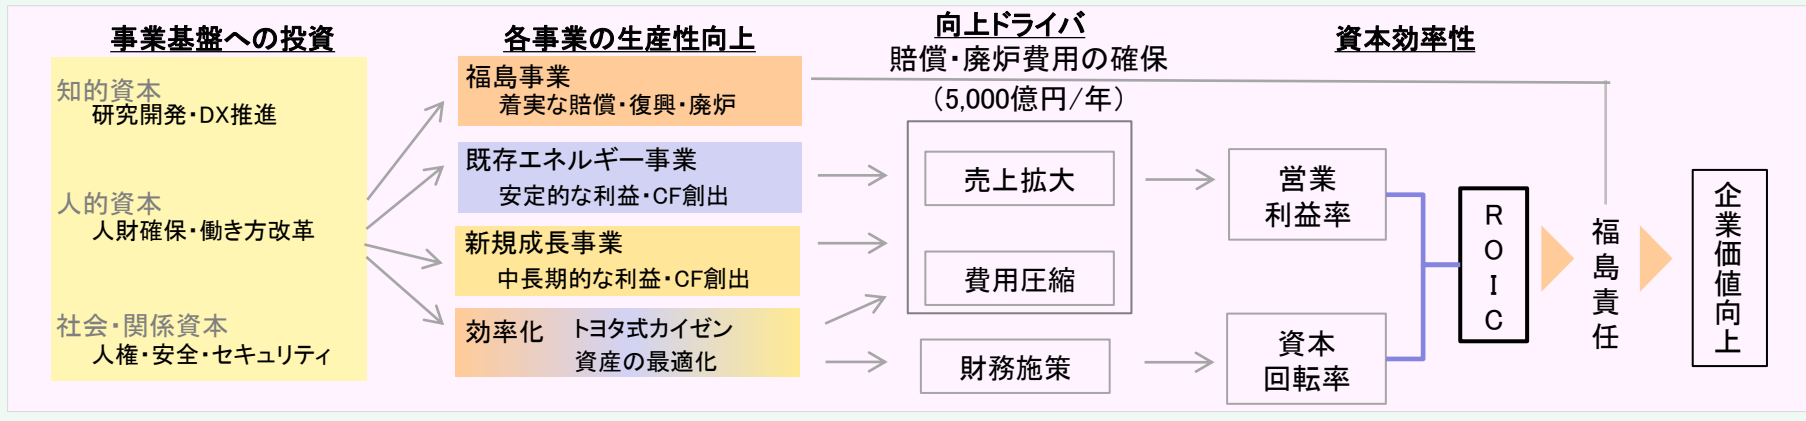 事業基盤への投資
知的資本
研究開発・DX推進
人的資本
人財確保・働き方改革
社会・関係資本
人権・安全・セキュリティ
各事業の生産性向上
福島事業
着実な賠償・復興・廃炉
既存エネルギー事業
安定的な利益・CF創出
新規成長事業
中長期的な利益・CF創出
効率化 トヨタ式カイゼン
資産の最適化
向上ドライバ
賠償・廃炉費用の確保
（5,000億円/年）
売上拡大
費用圧縮
財務施策
資本効率性
営業
利益率
資本
回転率
ROIC
福島責任
企業価値向上